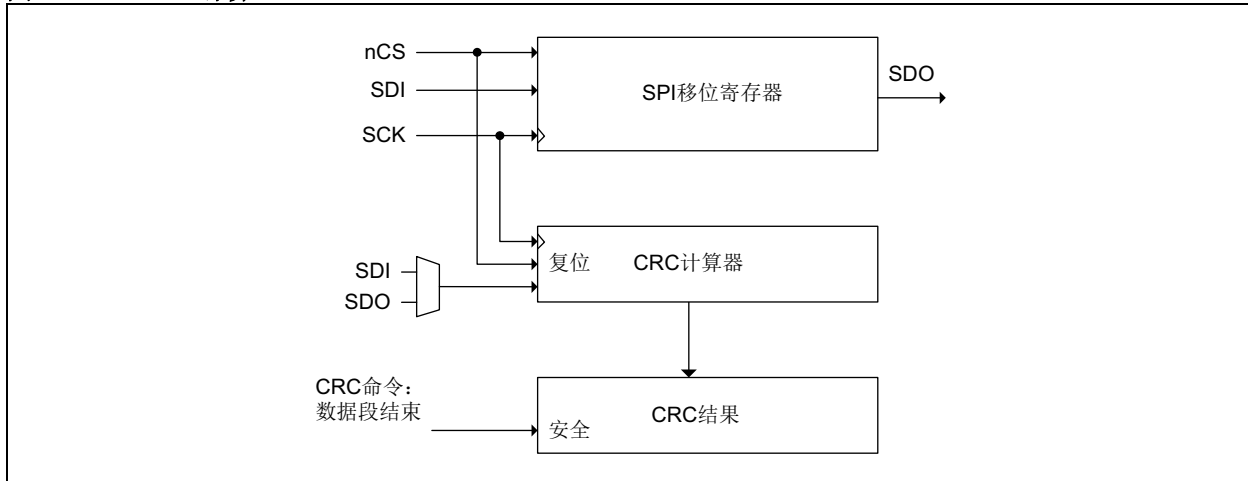 nCS
SDI
SCK
SPI移位寄存器
SDO
复位
CRC计算器
SDI
SDO
CRC命令：
数据段结束
安全
CRC结果